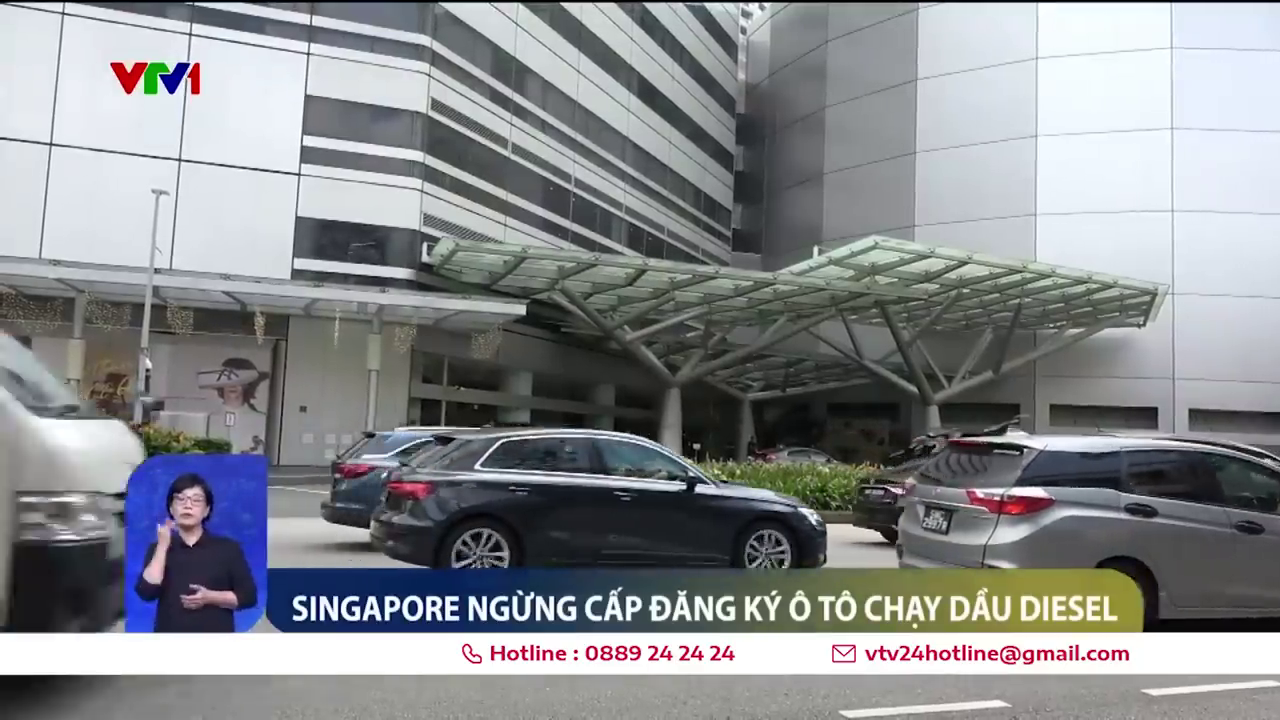 VTV1
SINGAPORE NGỪNG CẤP ĐĂNG KÝ Ô TÔ CHẠY DẦU DIESEL
Hotline : 0889 24 24 24
vtv24hotline@gmail.com